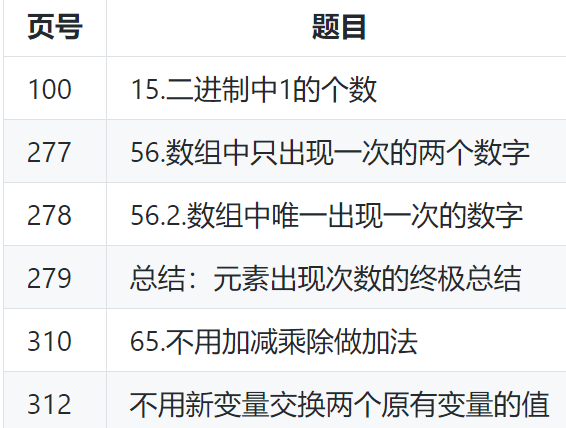 页号 题目
100 15.二进制中1的个数
277 56.数组中只出现一次的两个数字
278 56.2.数组中唯一出现一次的数字
279 总结：元素出现次数的终极总结
310 65.不用加减乘除做加法
312 不用新变量交换两个原有变量的值